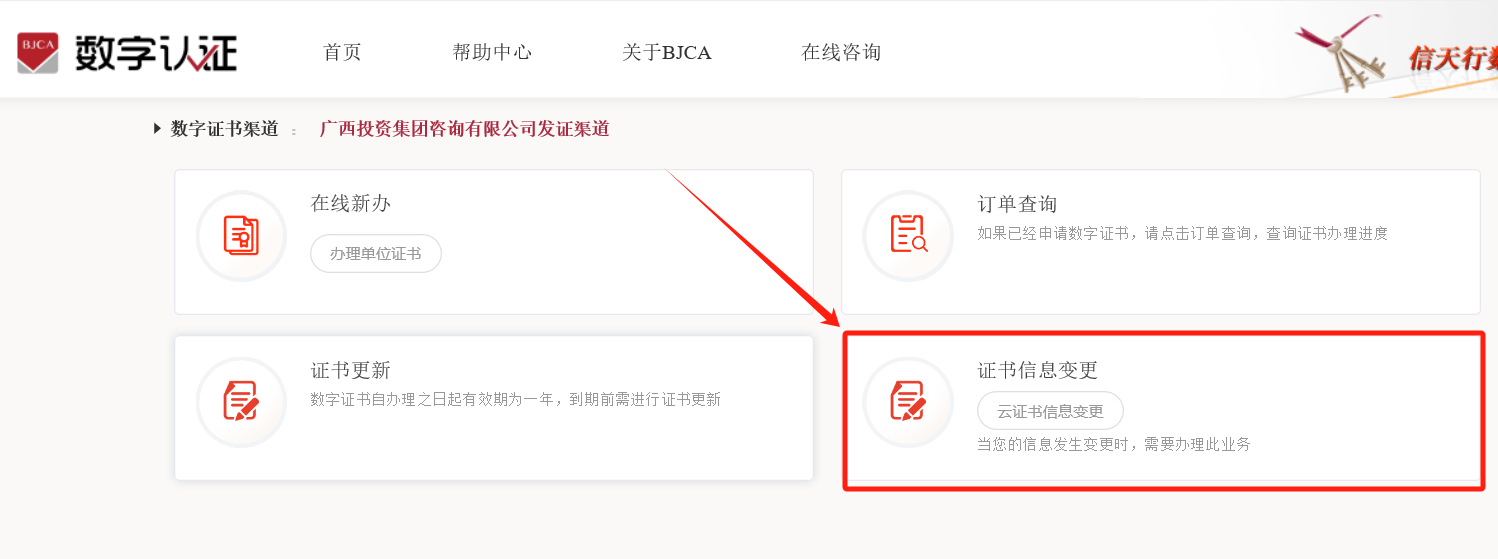 BJCA 数字认证 首页 帮助中心 关于BJCA 在线咨询 信天行
数字证书渠道 ： 广西投资集团咨询有限公司发证渠道
在线新办
办理单位证书
订单查询
如果已经申请数字证书，请点击订单查询，查询证书办理进度
证书更新
数字证书自办理之日起有效期为一年，到期前需进行证书更新
证书信息变更
云证书信息变更
当您的信息发生变更时，需要办理此业务